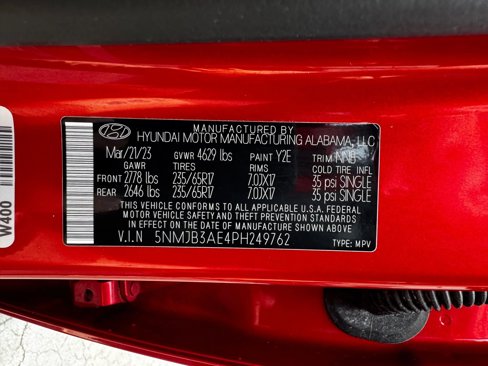 MANUFACTURED BY
HYUNDAI MOTOR MANUFACTURING ALABAMA, LLC
Mar/21/23 GVWR 4629 lbs PAINT Y2E TRIM NNB
GAWR TIRES RIMS COLD TIRE INFL
FRONT 2778 lbs 235/65R17 7.0JX17 35 psi SINGLE
REAR 2646 lbs 235/65R17 7.0JX17 35 psi SINGLE
THIS VEHICLE CONFORMS TO ALL APPLICABLE U.S.A. FEDERAL
MOTOR VEHICLE SAFETY AND THEFT PREVENTION STANDARDS
IN EFFECT ON THE DATE OF MANUFACTURE SHOWN ABOVE
V.I.N 5NMJB3AE4PH249762 TYPE: MPV
W400